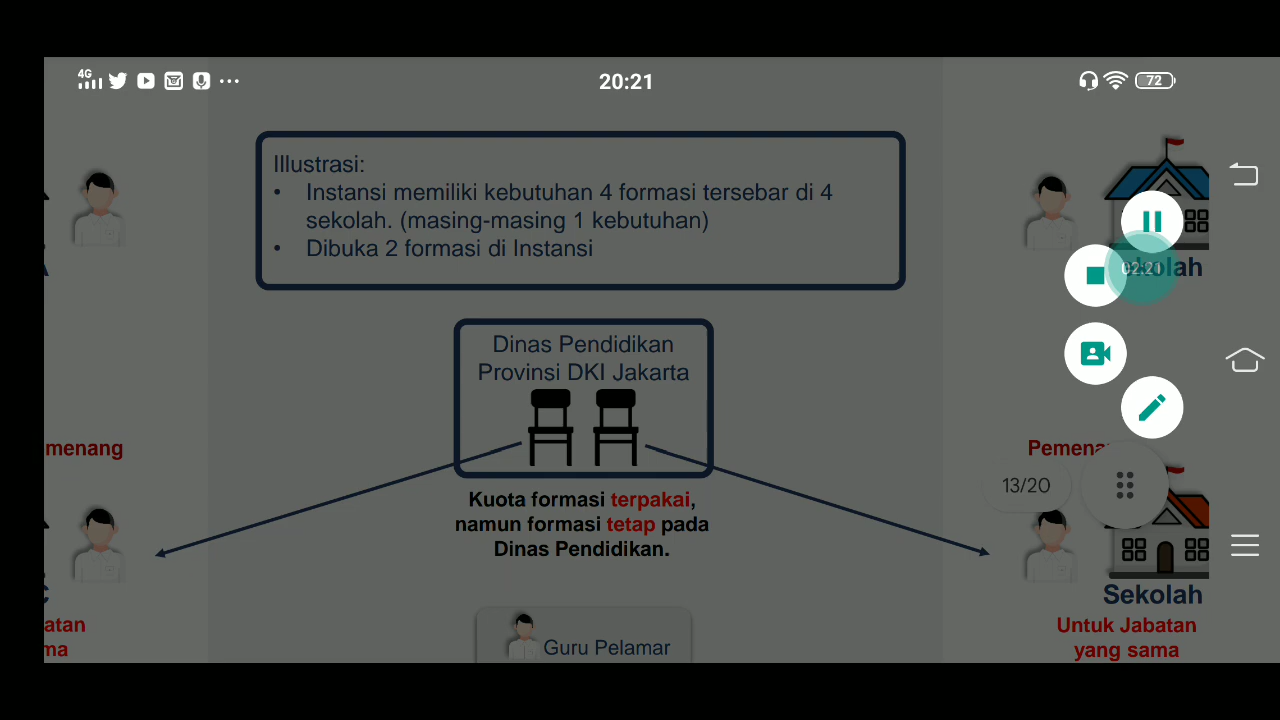 4G
20:21
72
Illustrasi:
• Instansi memiliki kebutuhan 4 formasi tersebar di 4
sekolah. (masing-masing 1 kebutuhan)
• Dibuka 2 formasi di Instansi
02:21
Dinas Pendidikan
Provinsi DKI Jakarta
menang
13/20
Kuota formasi terpakai,
namun formasi tetap pada
Dinas Pendidikan.
Sekolah
atan
ma
Untuk Jabatan
yang sama
Guru Pelamar